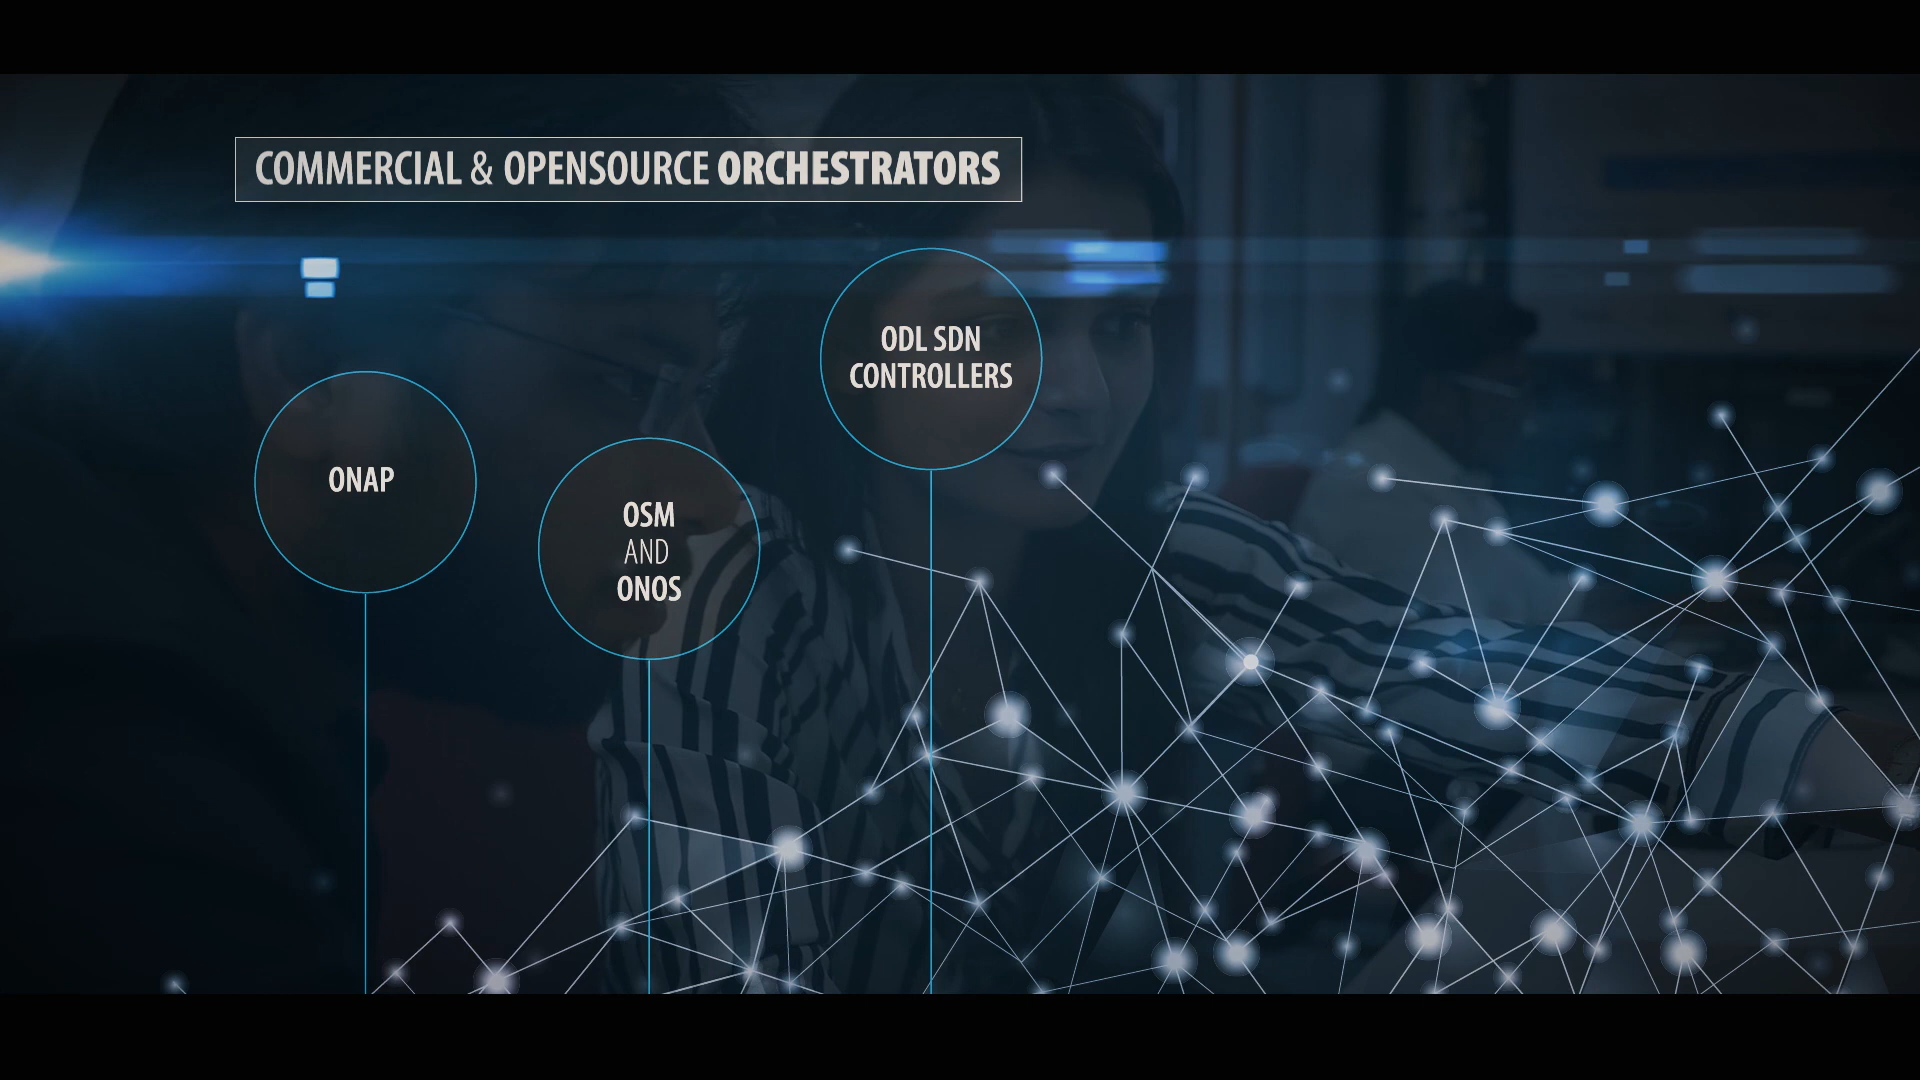 COMMERCIAL & OPENSOURCE ORCHESTRATORS
ONAP
OSM
AND
ONOS
ODL SDN
CONTROLLERS